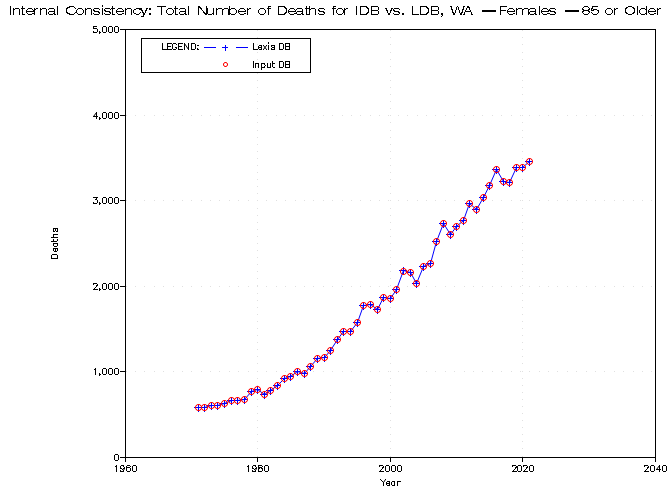 Internal Consistency: Total Number of Deaths for IDB vs. LDB, WA —Females —85 or Older
5,000
LEGEND: Lexis DB
Input DB
4,000
3,000
Deaths
2,000
1,000
0
1960 1980 2000 2020 2040
Year